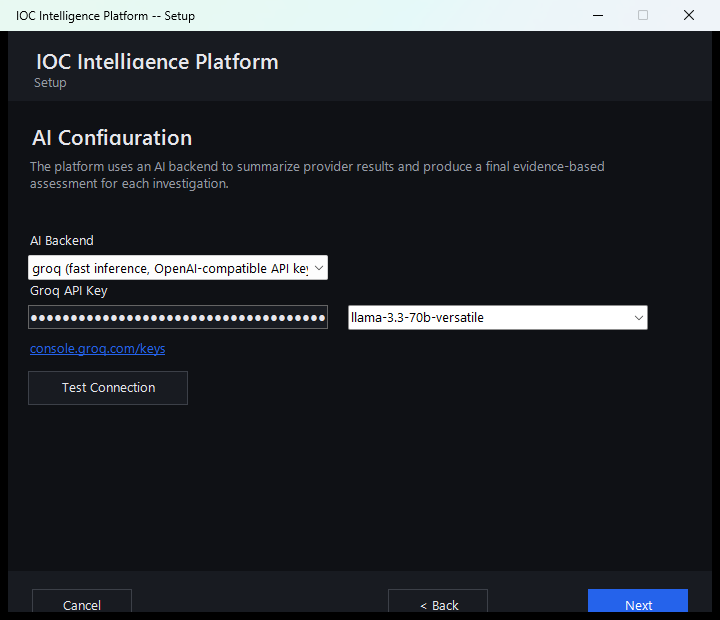 IOC Intelligence Platform -- Setup
IOC Intelligence Platform
Setup
AI Configuration
The platform uses an AI backend to summarize provider results and produce a final evidence-based
assessment for each investigation.
AI Backend
groq (fast inference, OpenAI-compatible API key
Groq API Key
llama-3.3-70b-versatile
console.groq.com/keys
Test Connection
Cancel
< Back
Next